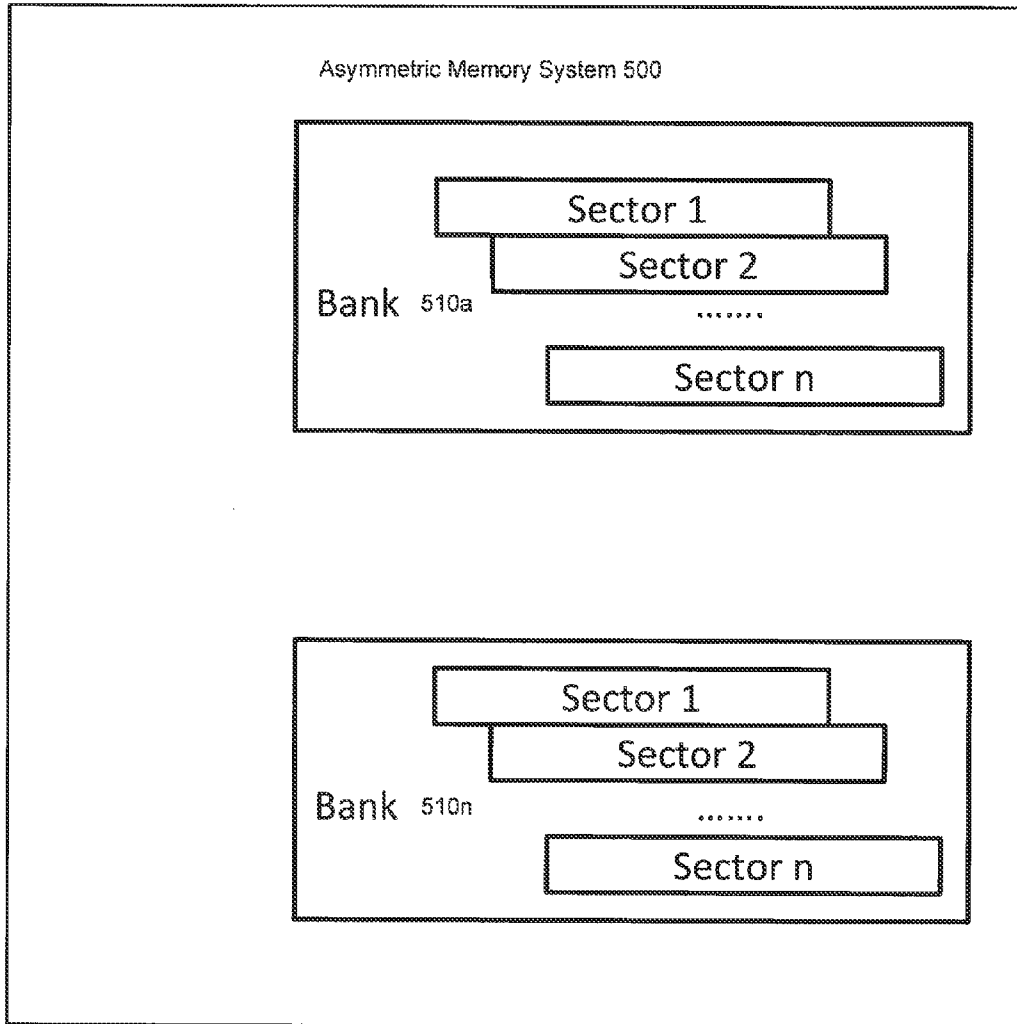 Asymmetric Memory System 500
Sector 1
Sector 2
Bank 510a
.......
Sector n
Sector 1
Sector 2
Bank 510n
.......
Sector n